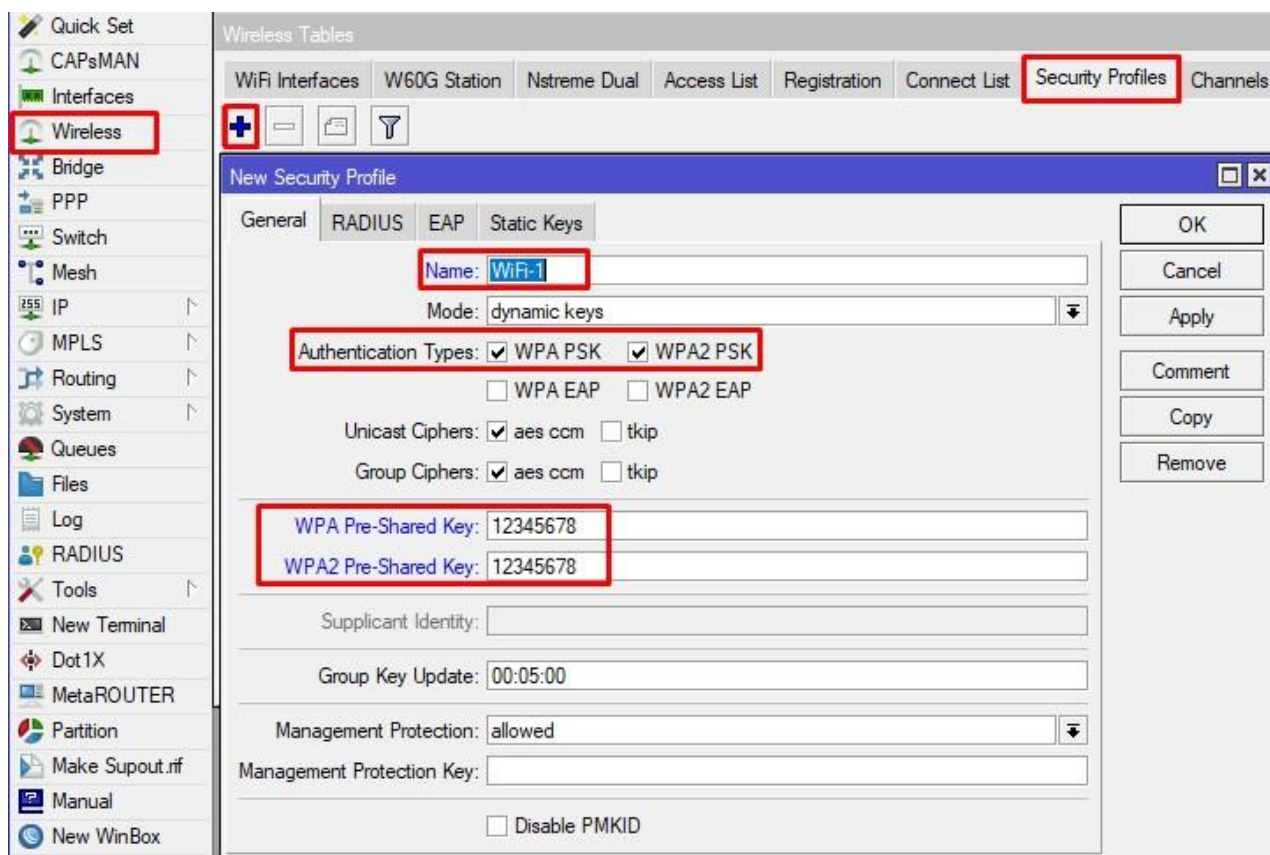 Quick Set
CAPsMAN
Interfaces
Wireless
Bridge
PPP
Switch
Mesh
255 IP
MPLS
Routing
System
Queues
Files
Log
RADIUS
Tools
New Terminal
Dot1X
MetaROUTER
Partition
Make Supout.rif
Manual
New WinBox
Wireless Tables
WiFi Interfaces W60G Station Nstreme Dual Access List Registration Connect List Security Profiles Channels
New Security Profile
General RADIUS EAP Static Keys
Name: WiFi-1
Mode: dynamic keys
Authentication Types: WPA PSK WPA2 PSK
WPA EAP WPA2 EAP
Unicast Ciphers: aes ccm tkip
Group Ciphers: aes ccm tkip
WPA Pre-Shared Key: 12345678
WPA2 Pre-Shared Key: 12345678
Supplicant Identity:
Group Key Update: 00:05:00
Management Protection: allowed
Management Protection Key:
Disable PMKID
OK
Cancel
Apply
Comment
Copy
Remove